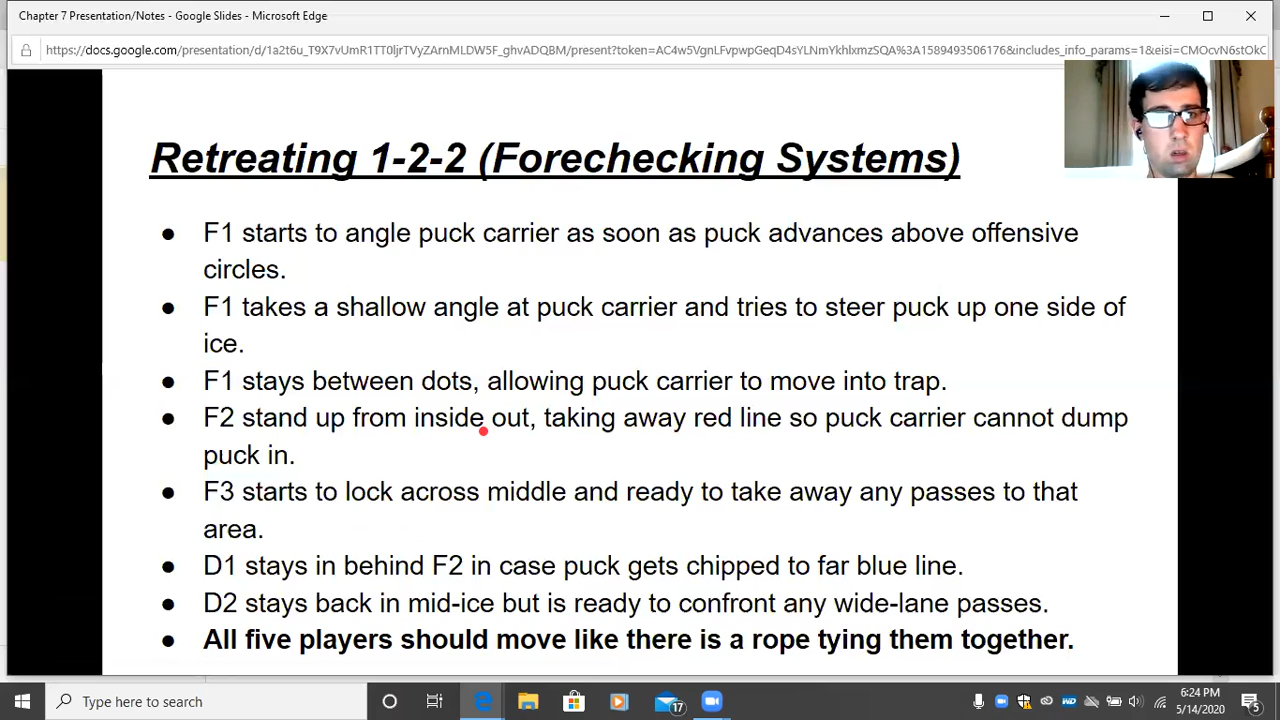 Chapter 7 Presentation/Notes - Google Slides - Microsoft Edge
https://docs.google.com/presentation/d/1a2t6u_T9X7vUmR1TT0ljrTVyZArnMLDW5F_ghvADQBM/present?token=AC4w5VgnLFvpwpGeqD4sYLNmYkhlxmzSQA%3A1589493506176&includes_info_params=1&eisi=CMOcvN6stOkC
Retreating 1-2-2 (Forechecking Systems)
● F1 starts to angle puck carrier as soon as puck advances above offensive
circles.
● F1 takes a shallow angle at puck carrier and tries to steer puck up one side of
ice.
● F1 stays between dots, allowing puck carrier to move into trap.
● F2 stand up from inside out, taking away red line so puck carrier cannot dump
puck in.
● F3 starts to lock across middle and ready to take away any passes to that
area.
● D1 stays in behind F2 in case puck gets chipped to far blue line.
● D2 stays back in mid-ice but is ready to confront any wide-lane passes.
● All five players should move like there is a rope tying them together.
Type here to search
17
WD
6:24 PM
5/14/2020
5